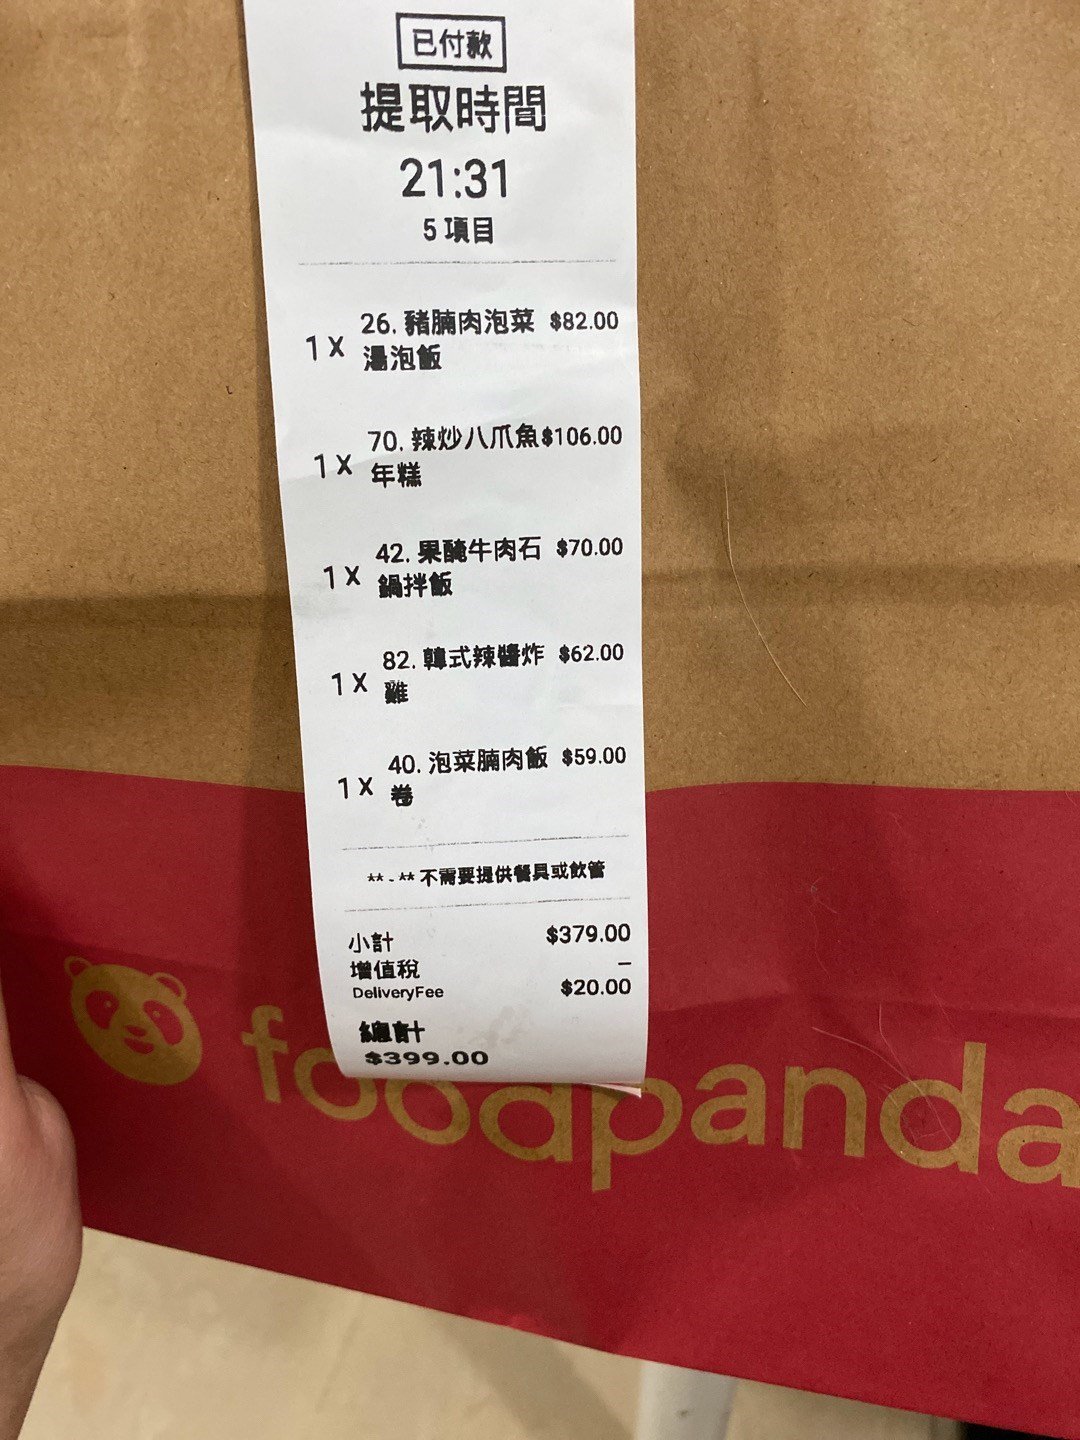 已付款
提取時間
21:31
5 項目
1 X 26. 豬腩肉泡菜 $82.00
湯泡飯
1 X 70. 辣炒八爪魚$106.00
年糕
1 X 42. 果醃牛肉石 $70.00
鍋拌飯
1 X 82. 韓式辣醬炸 $62.00
雞
1 X 40. 泡菜腩肉飯 $59.00
卷
** - ** 不需要提供餐具或飲管
小計 $379.00
增值稅 –
DeliveryFee $20.00
總計
$399.00
foodpanda